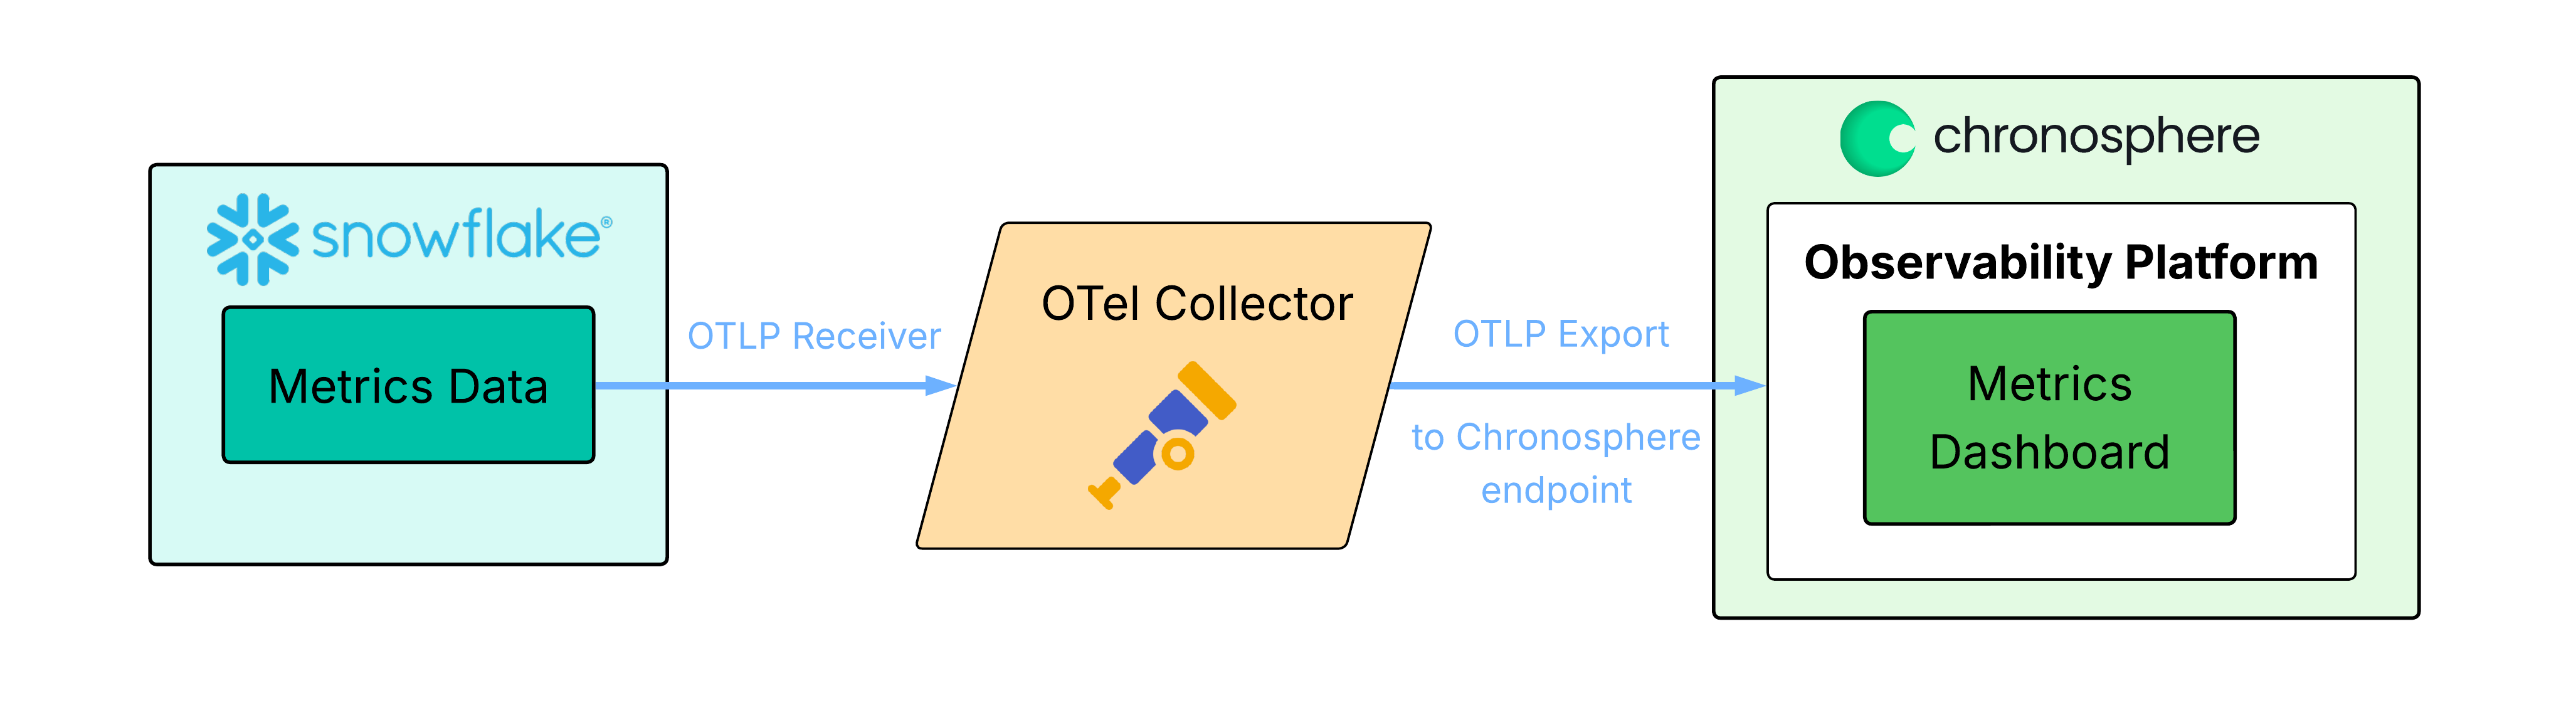 snowflake®
Metrics Data
OTLP Receiver
OTel Collector
OTLP Export
to Chronosphere
endpoint
chronosphere
Observability Platform
Metrics
Dashboard